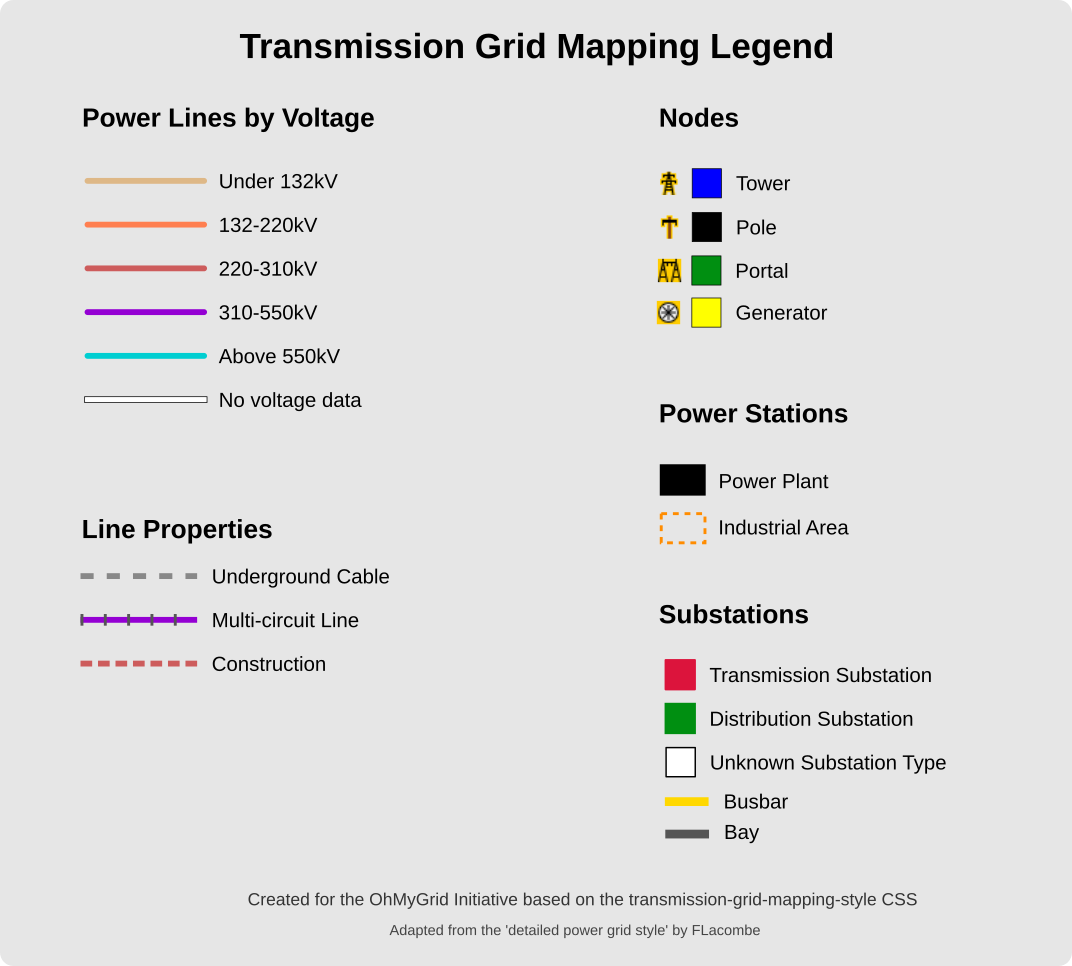 Transmission Grid Mapping Legend
Power Lines by Voltage
Under 132kV
132-220kV
220-310kV
310-550kV
Above 550kV
No voltage data
Line Properties
Underground Cable
Multi-circuit Line
Construction
Nodes
Tower
Pole
Portal
Generator
Power Stations
Power Plant
Industrial Area
Substations
Transmission Substation
Distribution Substation
Unknown Substation Type
Busbar
Bay
Created for the OhMyGrid Initiative based on the transmission-grid-mapping-style CSS
Adapted from the 'detailed power grid style' by FLacombe